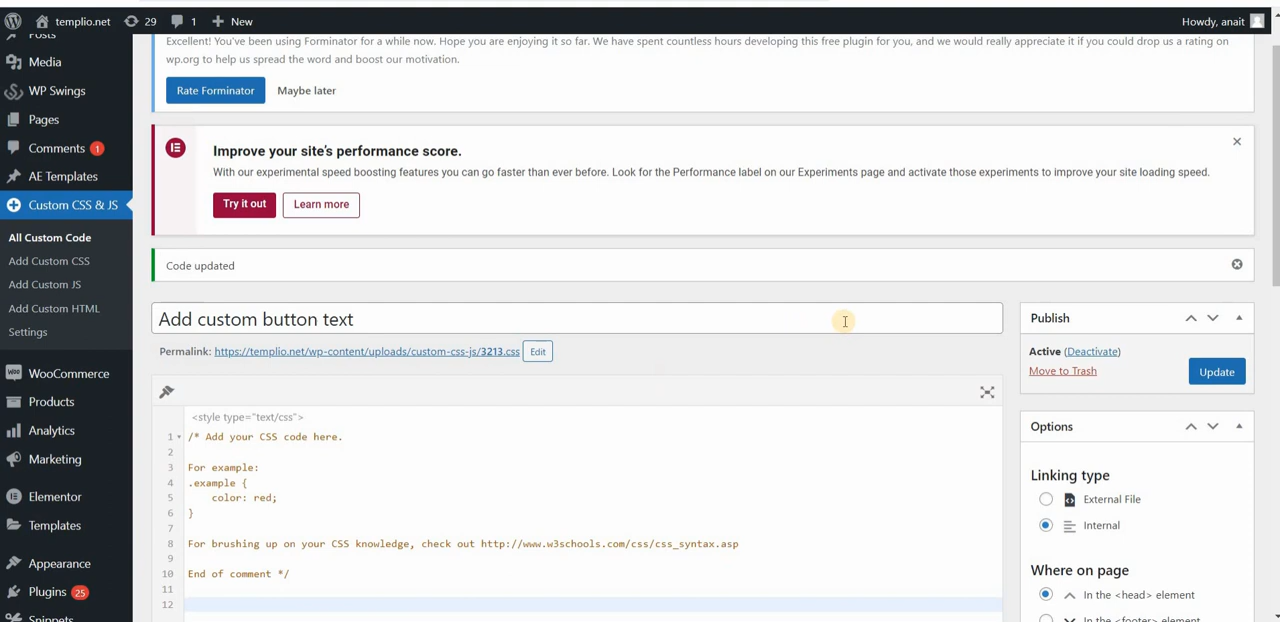 templio.net
29
1
New
Howdy, anait
Posts
Media
WP Swings
Pages
Comments 1
AE Templates
Custom CSS & JS
All Custom Code
Add Custom CSS
Add Custom JS
Add Custom HTML
Settings
WooCommerce
Products
Analytics
Marketing
Elementor
Templates
Appearance
Plugins 25
Snippets
Excellent! You've been using Forminator for a while now. Hope you are enjoying it so far. We have spent countless hours developing this free plugin for you, and we would really appreciate it if you could drop us a rating on
wp.org to help us spread the word and boost our motivation.
Rate Forminator
Maybe later
Improve your site's performance score.
With our experimental speed boosting features you can go faster than ever before. Look for the Performance label on our Experiments page and activate those experiments to improve your site loading speed.
Try it out
Learn more
Code updated
Add custom button text
Permalink: https://templio.net/wp-content/uploads/custom-css-js/3213.css Edit
<style type="text/css">
1 /* Add your CSS code here.
2
3 For example:
4 .example {
5 color: red;
6 }
7
8 For brushing up on your CSS knowledge, check out http://www.w3schools.com/css/css_syntax.asp
9
10 End of comment */
11
12
Publish
Active (Deactivate)
Move to Trash
Update
Options
Linking type
External File
Internal
Where on page
In the <head> element
In the <footer> element